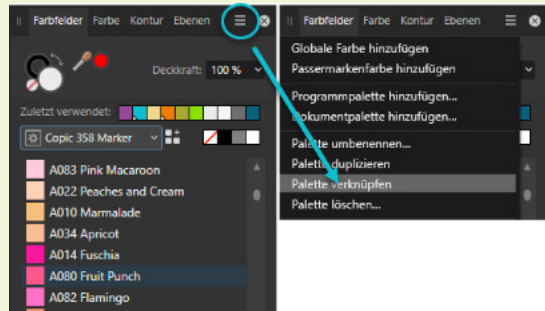 Farbfelder Farbe Kontur Ebenen
Deckkraft: 100 %
Zuletzt verwendet:
Copic 358 Marker
A083 Pink Macaroon
A022 Peaches and Cream
A010 Marmalade
A034 Apricot
A014 Fuschia
A080 Fruit Punch
A082 Flamingo
Farbfelder Farbe Kontur Ebenen
Globale Farbe hinzufügen
Passermarkenfarbe hinzufügen
Programmpalette hinzufügen...
Dokumentpalette hinzufügen...
Palette umbenennen...
Palette duplizieren
Palette verknüpfen
Palette löschen...